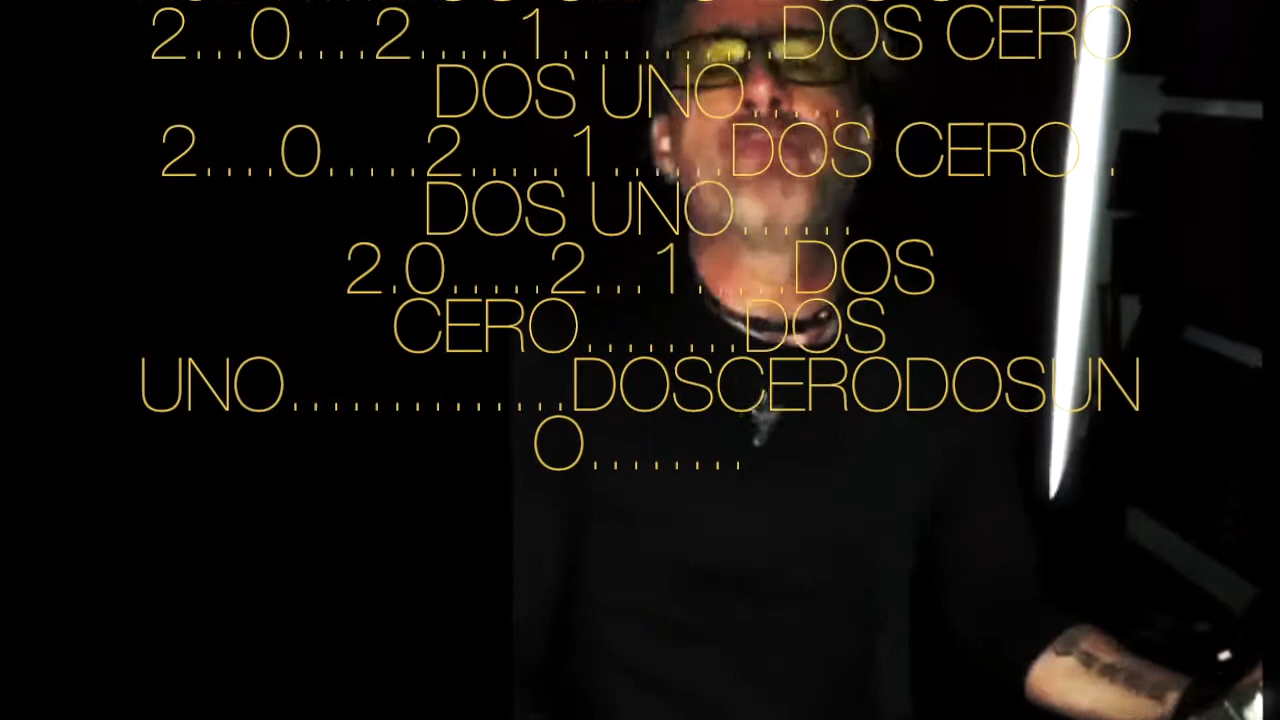 2...0....2.....1............DOS CERO
DOS UNO......
2....0.....2.....1......DOS CERO..
DOS UNO......
2.0.....2...1.....DOS
CERO........DOS
UNO..............DOSCERODOSUN
O........